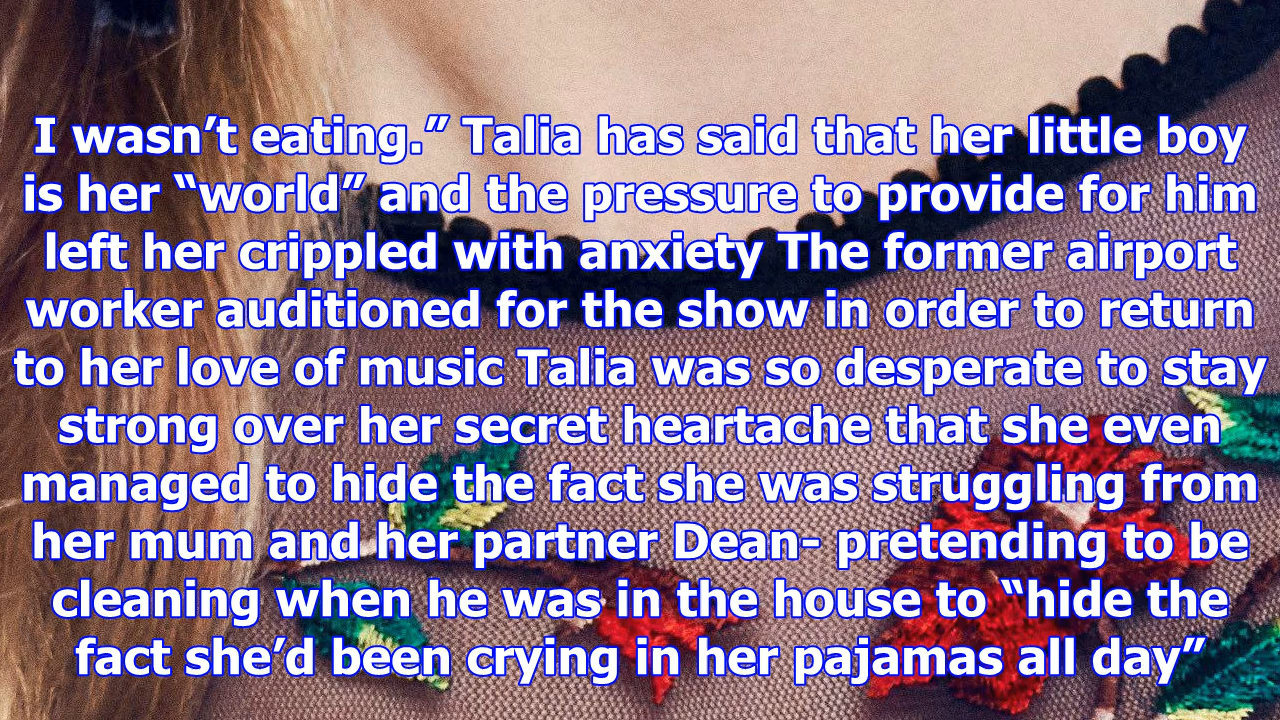 I wasn’t eating.” Talia has said that her little boy
is her “world” and the pressure to provide for him
left her crippled with anxiety The former airport
worker auditioned for the show in order to return
to her love of music Talia was so desperate to stay
strong over her secret heartache that she even
managed to hide the fact she was struggling from
her mum and her partner Dean- pretending to be
cleaning when he was in the house to “hide the
fact she’d been crying in her pajamas all day”